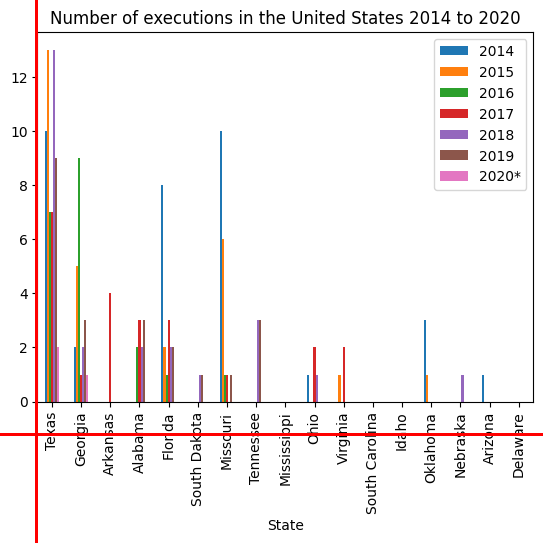 Number of executions in the United States 2014 to 2020
2014
2015
2016
2017
2018
2019
2020*
12
10
8
6
4
2
0
Texas
Georgia
Arkansas
Alabama
Florida
South Dakota
Missouri
Tennessee
Mississippi
Ohio
Virginia
South Carolina
Idaho
Oklahoma
Nebraska
Arizona
Delaware
State